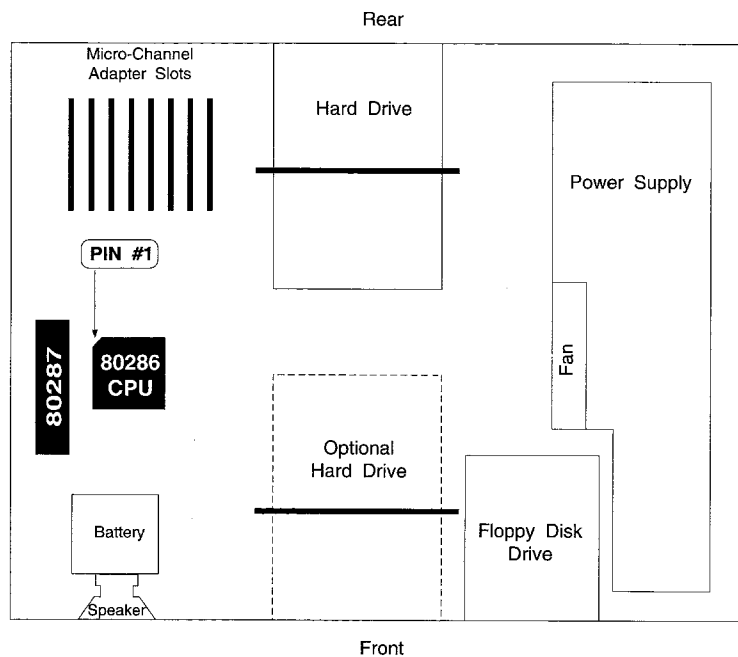 Rear
Micro-Channel
Adapter Slots
Hard Drive
Power Supply
PIN #1
80287
80286
CPU
Fan
Optional
Hard Drive
Battery
Floppy Disk
Drive
Speaker
Front